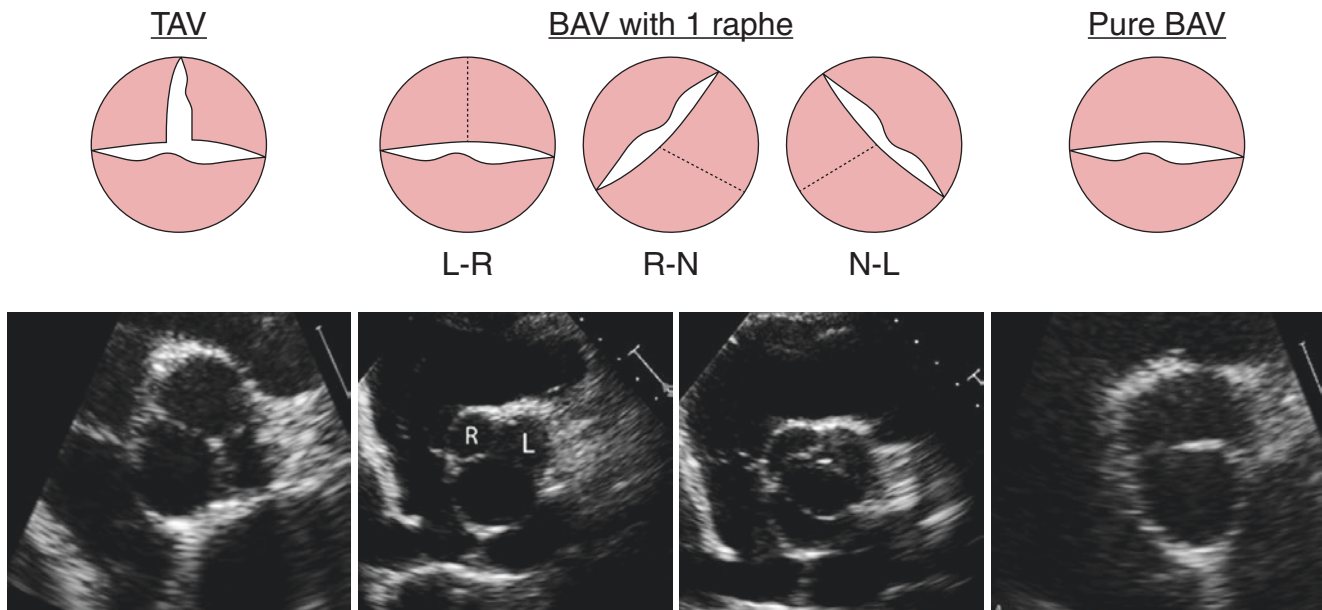 TAV
BAV with 1 raphe
Pure BAV
L-R
R-N
N-L
R
L